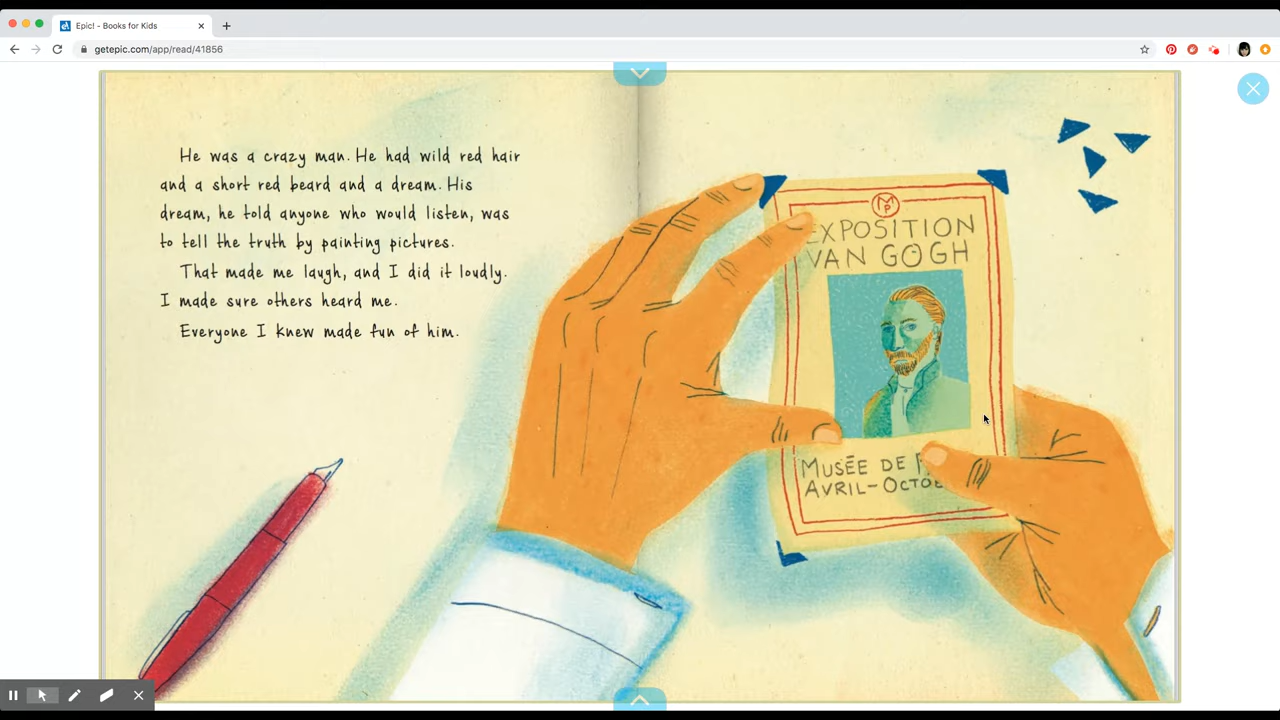 Epic! - Books for Kids
getepic.com/app/read/41856
He was a crazy man. He had wild red hair
and a short red beard and a dream. His
dream, he told anyone who would listen, was
to tell the truth by painting pictures.
That made me laugh, and I did it loudly.
I made sure others heard me.
Everyone I knew made fun of him.
MP
EXPOSITION
VAN GOGH
MUSÉE DE
AVRIL-OCTO